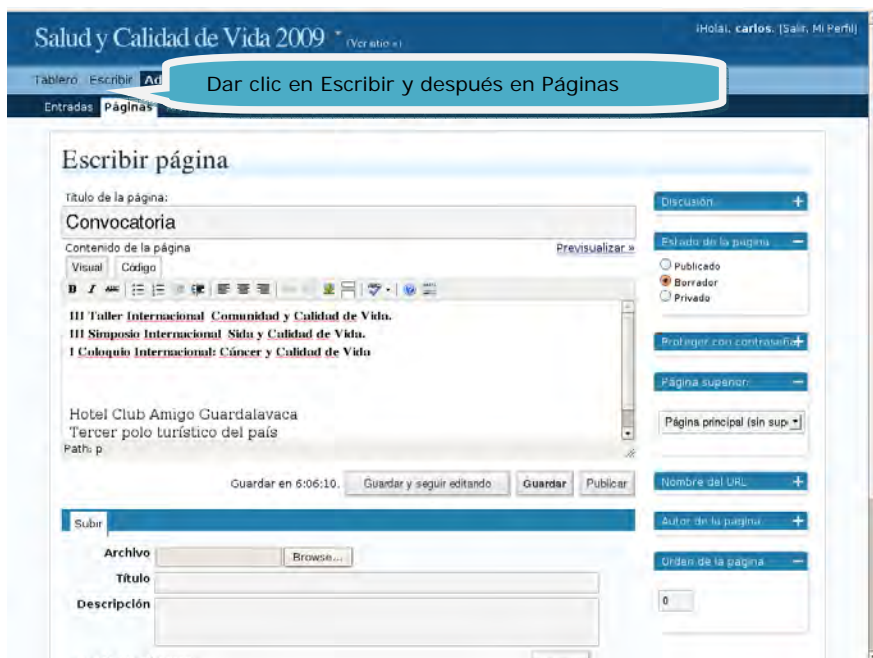 Salud y Calidad de Vida 2009
¡Hola!, carlos. [Salir, Mi Perfil]
Tablero Escribir Ad
Dar clic en Escribir y después en Páginas
Entradas Páginas
Escribir página
Título de la página:
Convocatoria
Contenido de la página
Previsualizar »
Visual Código
B I ABC
III Taller Internacional Comunidad y Calidad de Vida.
III Simposio Internacional Sida y Calidad de Vida.
I Coloquio Internacional: Cáncer y Calidad de Vida
Hotel Club Amigo Guardalavaca
Tercer polo turístico del país
Path: p
Guardar en 6:06:10.
Guardar y seguir editando
Guardar
Publicar
Subir
Archivo
Browse...
Título
Descripción
Discusión +
Estado de la página −
Publicado
Borrador
Privado
Proteger con contraseña +
Página superior: −
Página principal (sin supe
Nombre del URL +
Autor de la página +
Orden de la página −
0